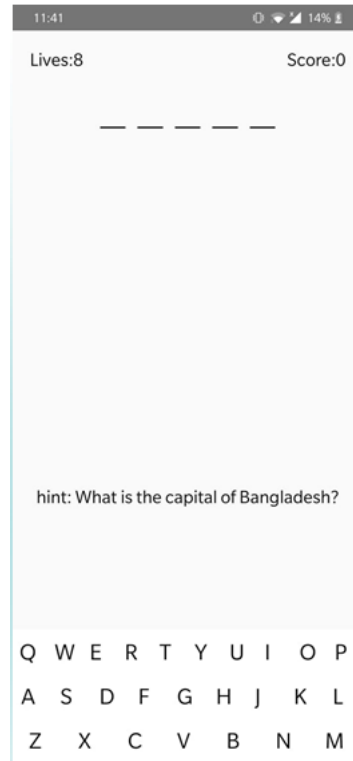 11:41 14%
Lives:8 Score:0
_ _ _ _ _
hint: What is the capital of Bangladesh?
Q W E R T Y U I O P
A S D F G H J K L
Z X C V B N M